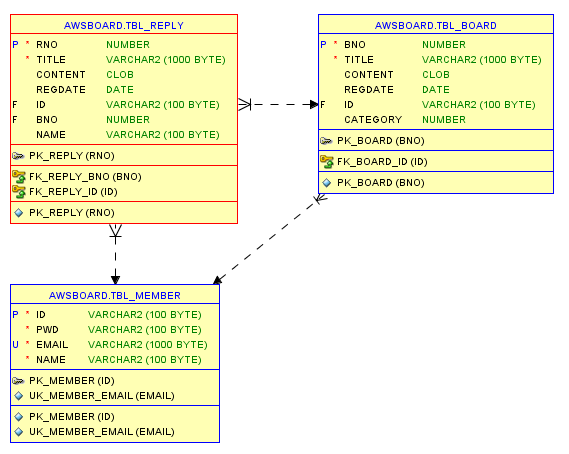 AWSBOARD.TBL_REPLY
P * RNO NUMBER
* TITLE VARCHAR2 (1000 BYTE)
CONTENT CLOB
REGDATE DATE
F ID VARCHAR2 (100 BYTE)
F BNO NUMBER
NAME VARCHAR2 (100 BYTE)
PK_REPLY (RNO)
FK_REPLY_BNO (BNO)
FK_REPLY_ID (ID)
PK_REPLY (RNO)
AWSBOARD.TBL_BOARD
P * BNO NUMBER
* TITLE VARCHAR2 (1000 BYTE)
CONTENT CLOB
REGDATE DATE
F ID VARCHAR2 (100 BYTE)
CATEGORY NUMBER
PK_BOARD (BNO)
FK_BOARD_ID (ID)
PK_BOARD (BNO)
AWSBOARD.TBL_MEMBER
P * ID VARCHAR2 (100 BYTE)
* PWD VARCHAR2 (100 BYTE)
U * EMAIL VARCHAR2 (1000 BYTE)
* NAME VARCHAR2 (100 BYTE)
PK_MEMBER (ID)
UK_MEMBER_EMAIL (EMAIL)
PK_MEMBER (ID)
UK_MEMBER_EMAIL (EMAIL)